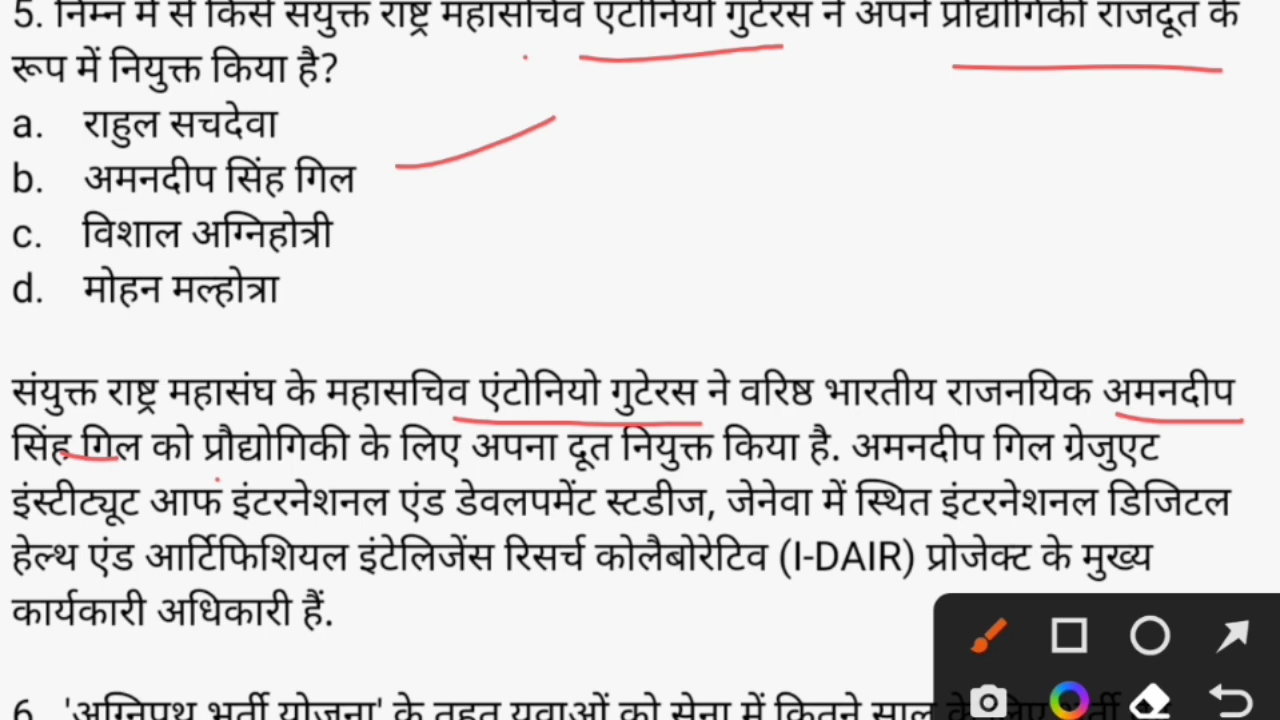 5. निम्न में से किसे संयुक्त राष्ट्र महासचिव एंटोनियो गुटेरस ने अपने प्रौद्योगिकी राजदूत के
रूप में नियुक्त किया है?
a. राहुल सचदेवा
b. अमनदीप सिंह गिल
c. विशाल अग्निहोत्री
d. मोहन मल्होत्रा
संयुक्त राष्ट्र महासंघ के महासचिव एंटोनियो गुटेरस ने वरिष्ठ भारतीय राजनयिक अमनदीप
सिंह गिल को प्रौद्योगिकी के लिए अपना दूत नियुक्त किया है. अमनदीप गिल ग्रेजुएट
इंस्टीट्यूट आफ इंटरनेशनल एंड डेवलपमेंट स्टडीज, जेनेवा में स्थित इंटरनेशनल डिजिटल
हेल्थ एंड आर्टिफिशियल इंटेलिजेंस रिसर्च कोलैबोरेटिव (I-DAIR) प्रोजेक्ट के मुख्य
कार्यकारी अधिकारी हैं.
6. 'अग्निपथ भर्ती योजना' के तहत युवाओं को सेना में कितने साल के लिए भर्ती